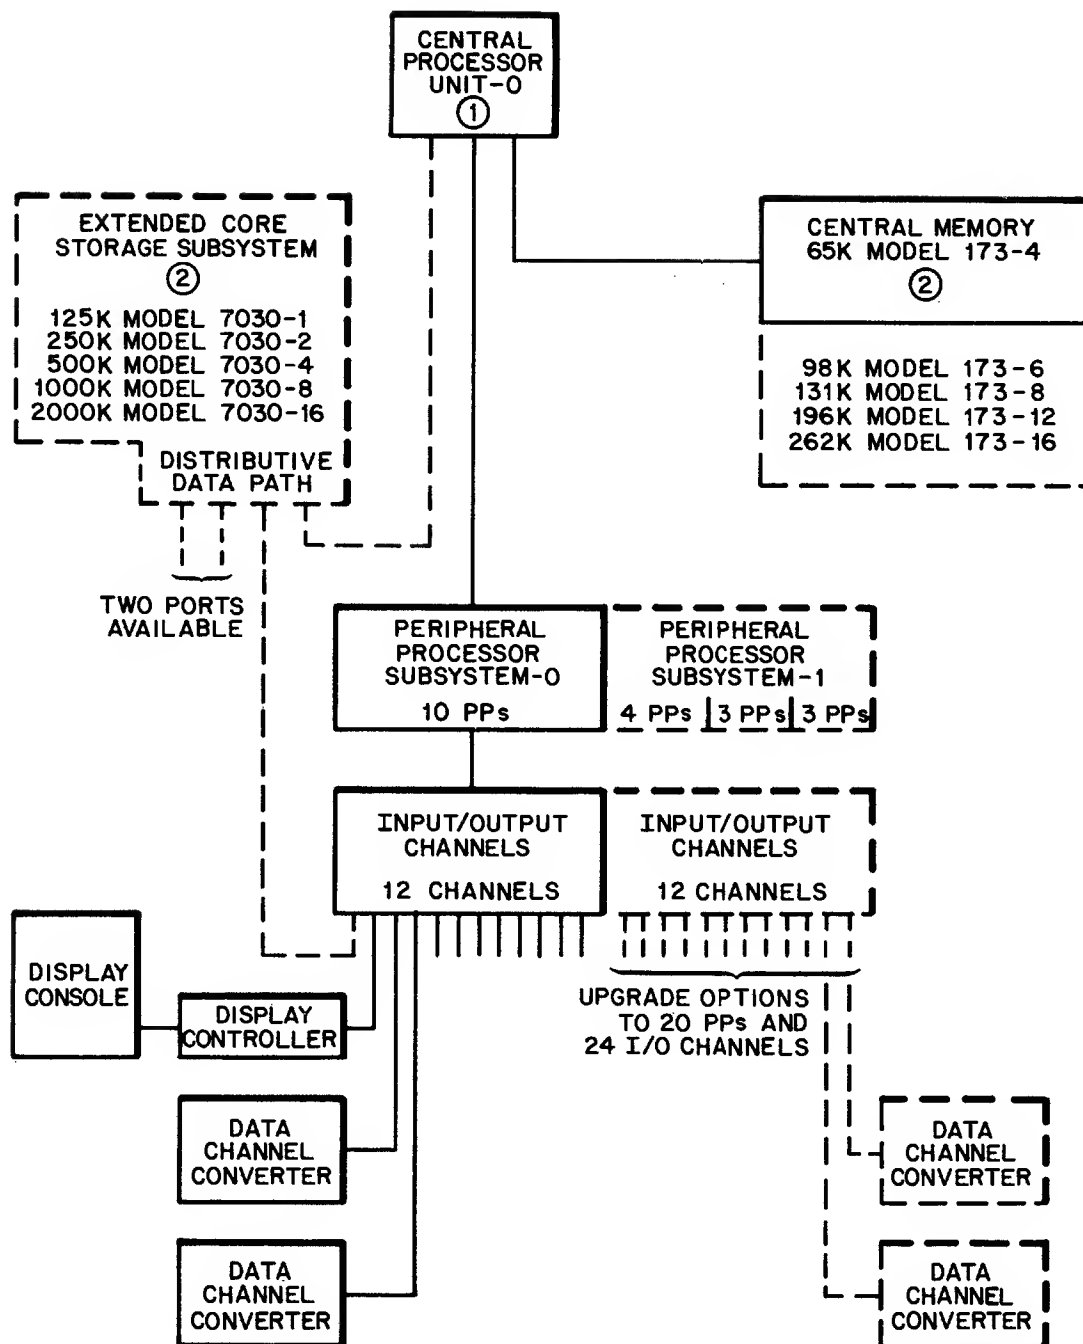 CENTRAL
PROCESSOR
UNIT-0
1
EXTENDED CORE
STORAGE SUBSYSTEM
2
125K MODEL 7030-1
250K MODEL 7030-2
500K MODEL 7030-4
1000K MODEL 7030-8
2000K MODEL 7030-16
DISTRIBUTIVE
DATA PATH
TWO PORTS
AVAILABLE
CENTRAL MEMORY
65K MODEL 173-4
2
98K MODEL 173-6
131K MODEL 173-8
196K MODEL 173-12
262K MODEL 173-16
PERIPHERAL
PROCESSOR
SUBSYSTEM-0
10 PPs
PERIPHERAL
PROCESSOR
SUBSYSTEM-1
4 PPs 3 PPs 3 PPs
INPUT/OUTPUT
CHANNELS
12 CHANNELS
INPUT/OUTPUT
CHANNELS
12 CHANNELS
DISPLAY
CONSOLE
DISPLAY
CONTROLLER
UPGRADE OPTIONS
TO 20 PPs AND
24 I/O CHANNELS
DATA
CHANNEL
CONVERTER
DATA
CHANNEL
CONVERTER
DATA
CHANNEL
CONVERTER
DATA
CHANNEL
CONVERTER